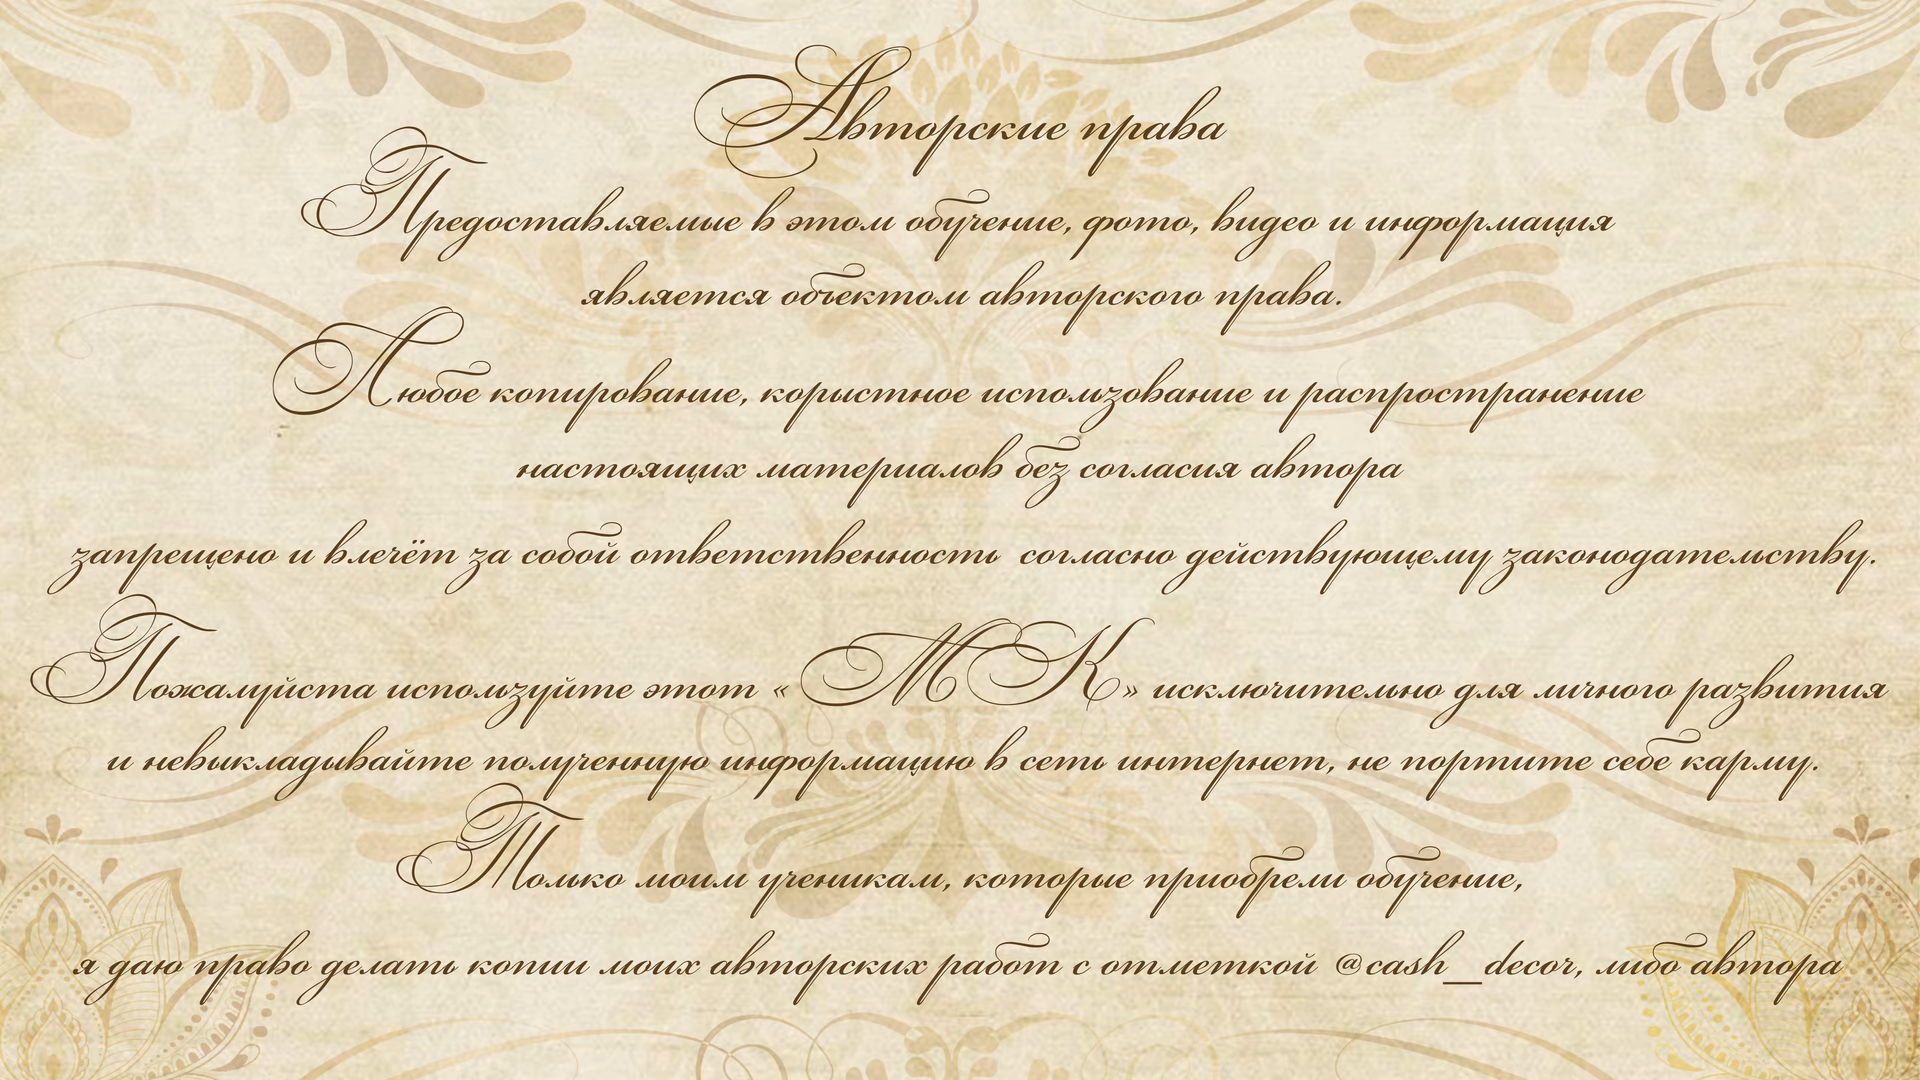 Авторские права
Предоставляемые в этом обучение, фото, видео и информация
является объектом авторского права.
Любое копирование, корыстное использование и распространение
настоящих материалов без согласия автора
запрещено и влечёт за собой ответственность согласно действующему законодательству.
Пожалуйста используйте этот «МК» исключительно для личного развития
и невыкладывайте полученную информацию в сеть интернет, не портите себе карму.
Только моим ученикам, которые приобрели обучение,
я даю право делать копии моих авторских работ с отметкой @cash__decor, либо автора